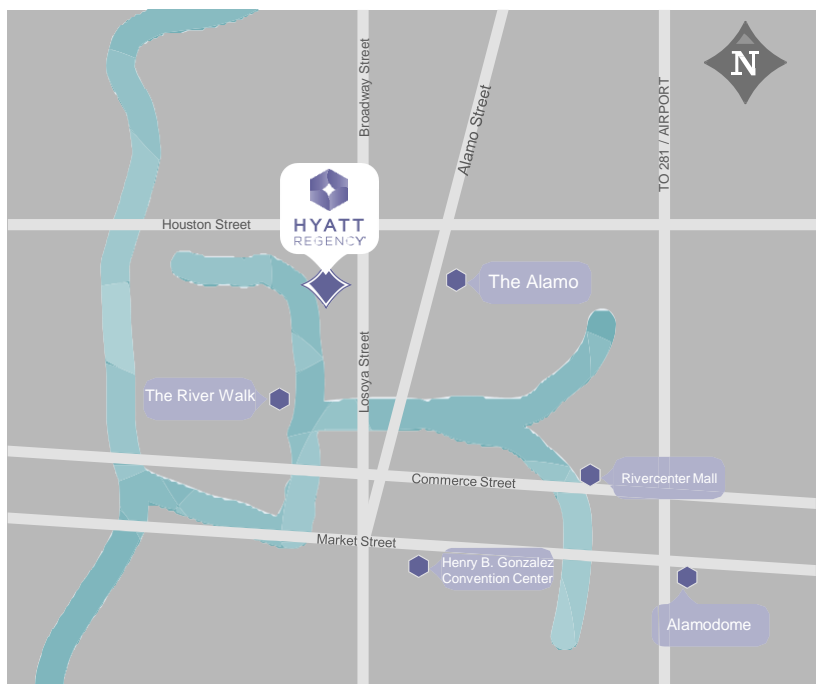 Broadway Street
Alamo Street
TO 281 / AIRPORT
N
Houston Street
HYATT
REGENCY
The Alamo
Losoya Street
The River Walk
Commerce Street
Rivercenter Mall
Market Street
Henry B. Gonzalez
Convention Center
Alamodome